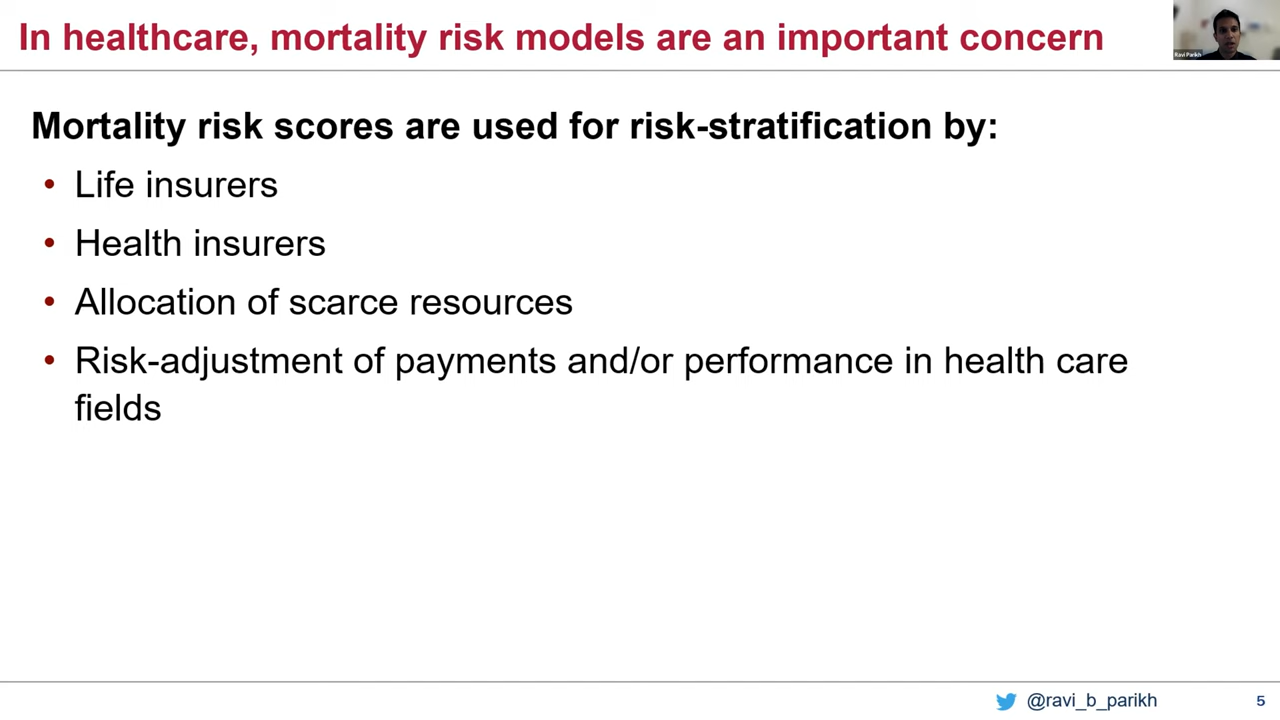 In healthcare, mortality risk models are an important concern
Ravi Parikh
Mortality risk scores are used for risk-stratification by:
• Life insurers
• Health insurers
• Allocation of scarce resources
• Risk-adjustment of payments and/or performance in health care
fields
@ravi_b_parikh
5